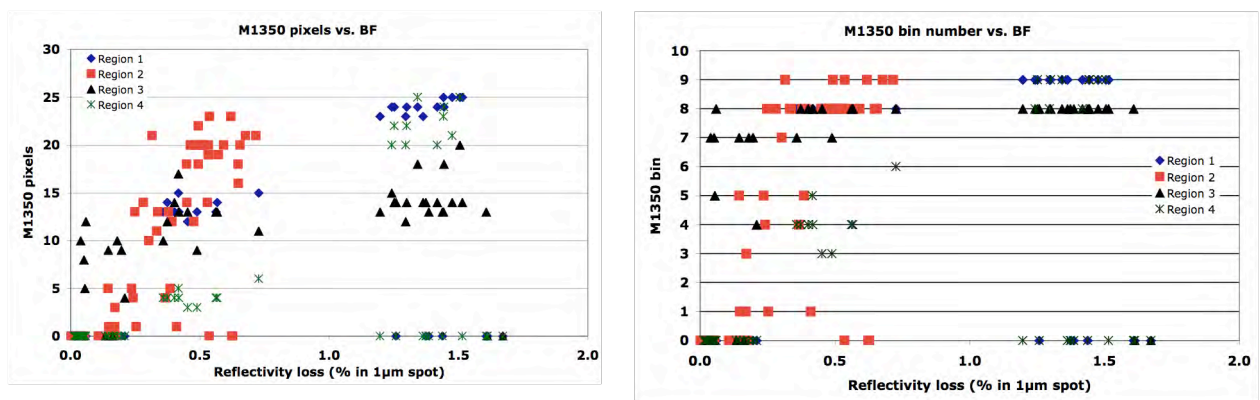 M1350 pixels vs. BF
30
25
20
15
10
5
0
M1350 pixels
Region 1
Region 2
Region 3
Region 4
0.0 0.5 1.0 1.5 2.0
Reflectivity loss (% in 1µm spot)
M1350 bin number vs. BF
10
9
8
7
6
5
4
3
2
1
0
M1350 bin
Region 1
Region 2
Region 3
Region 4
0.0 0.5 1.0 1.5 2.0
Reflectivity loss (% in 1µm spot)